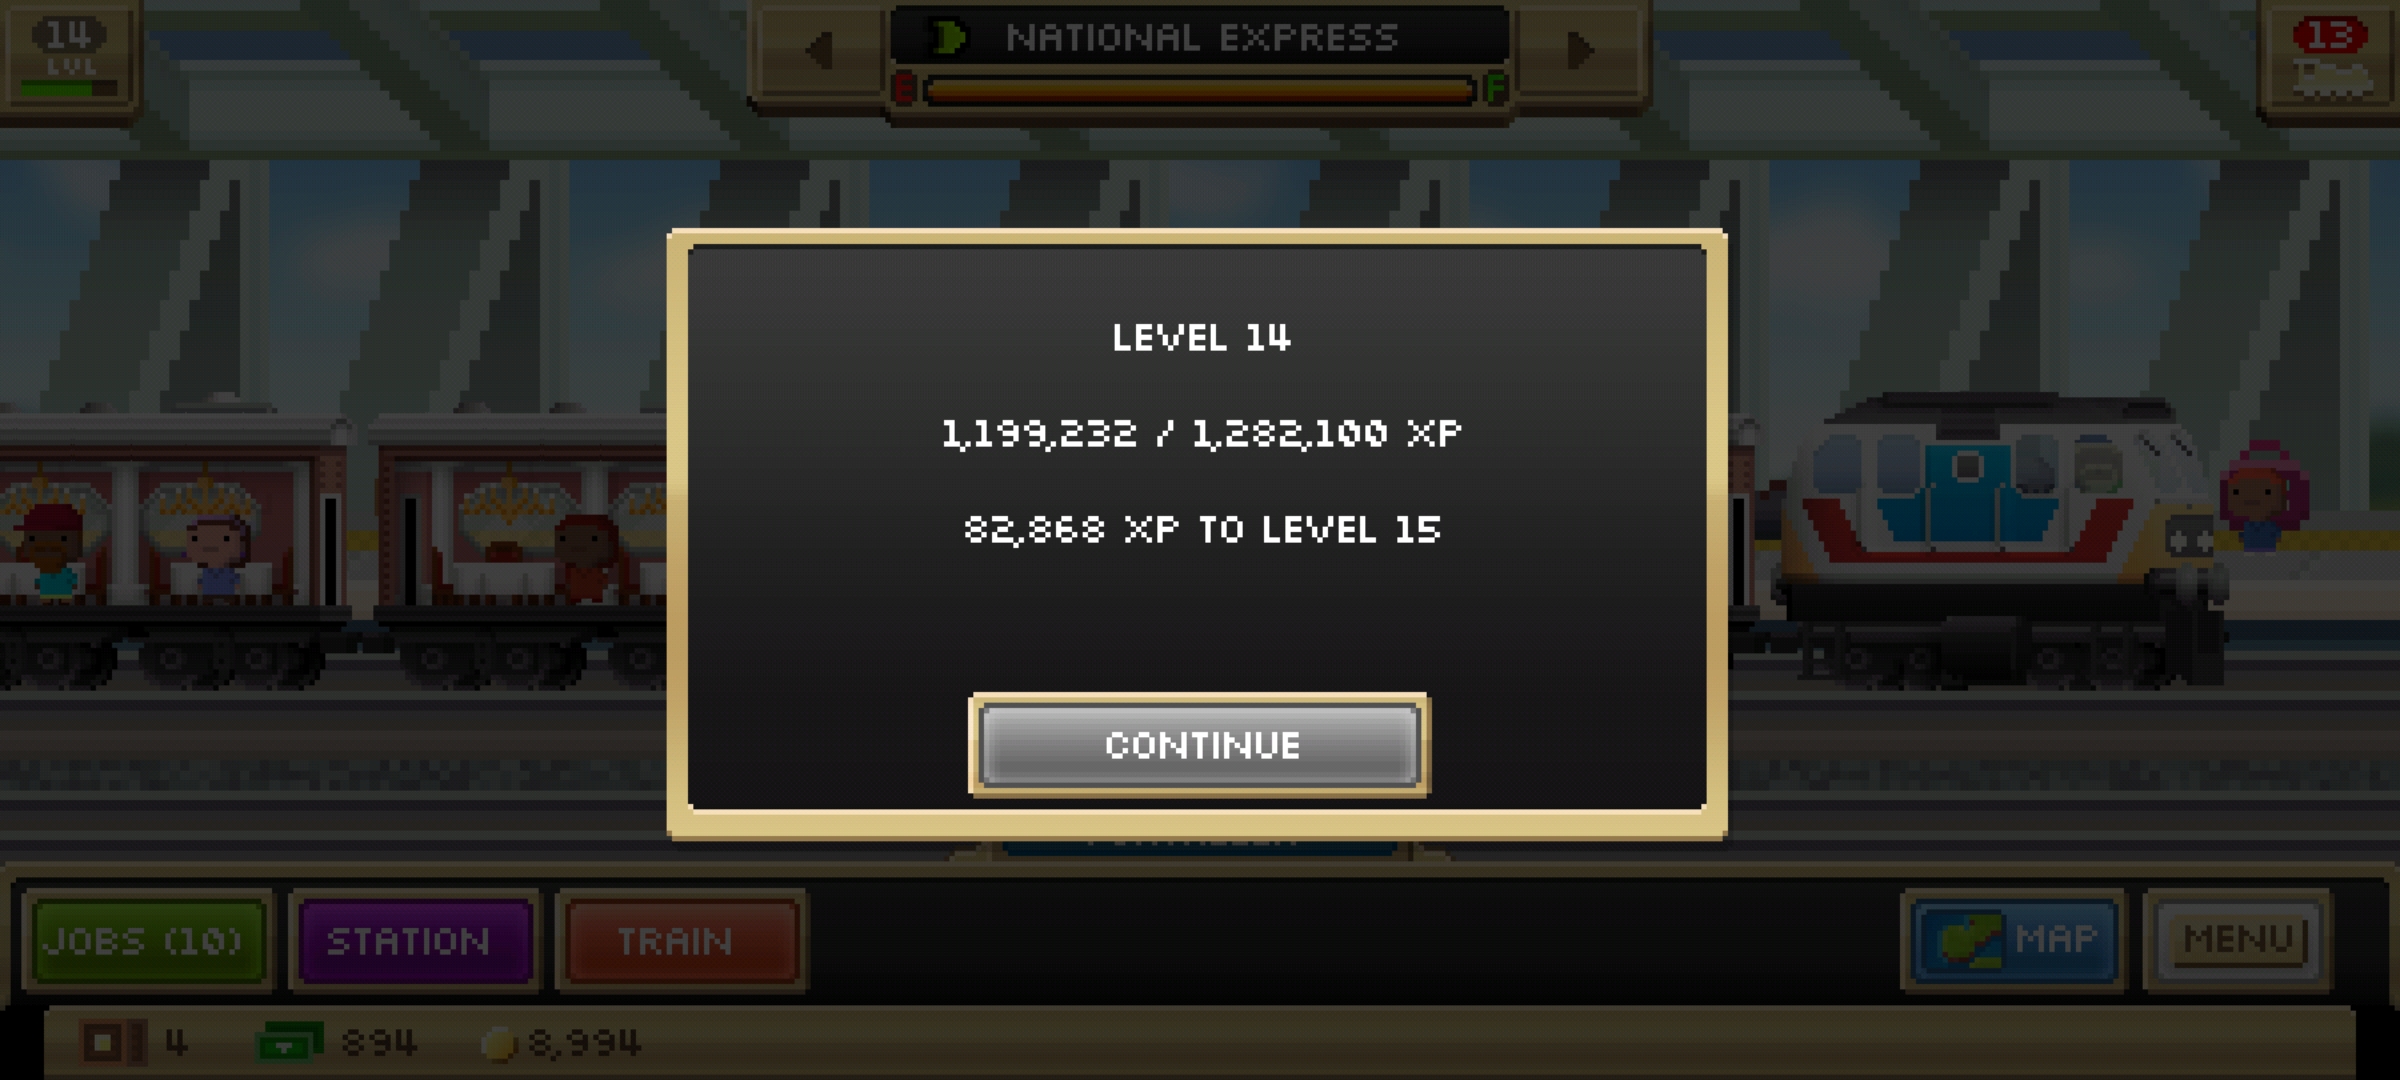 14
LVL
NATIONAL EXPRESS
E
F
13
LEVEL 14
1,199,232 / 1,282,100 XP
82,868 XP TO LEVEL 15
CONTINUE
JOBS (10)
STATION
TRAIN
MAP
MENU
4
894
8,994